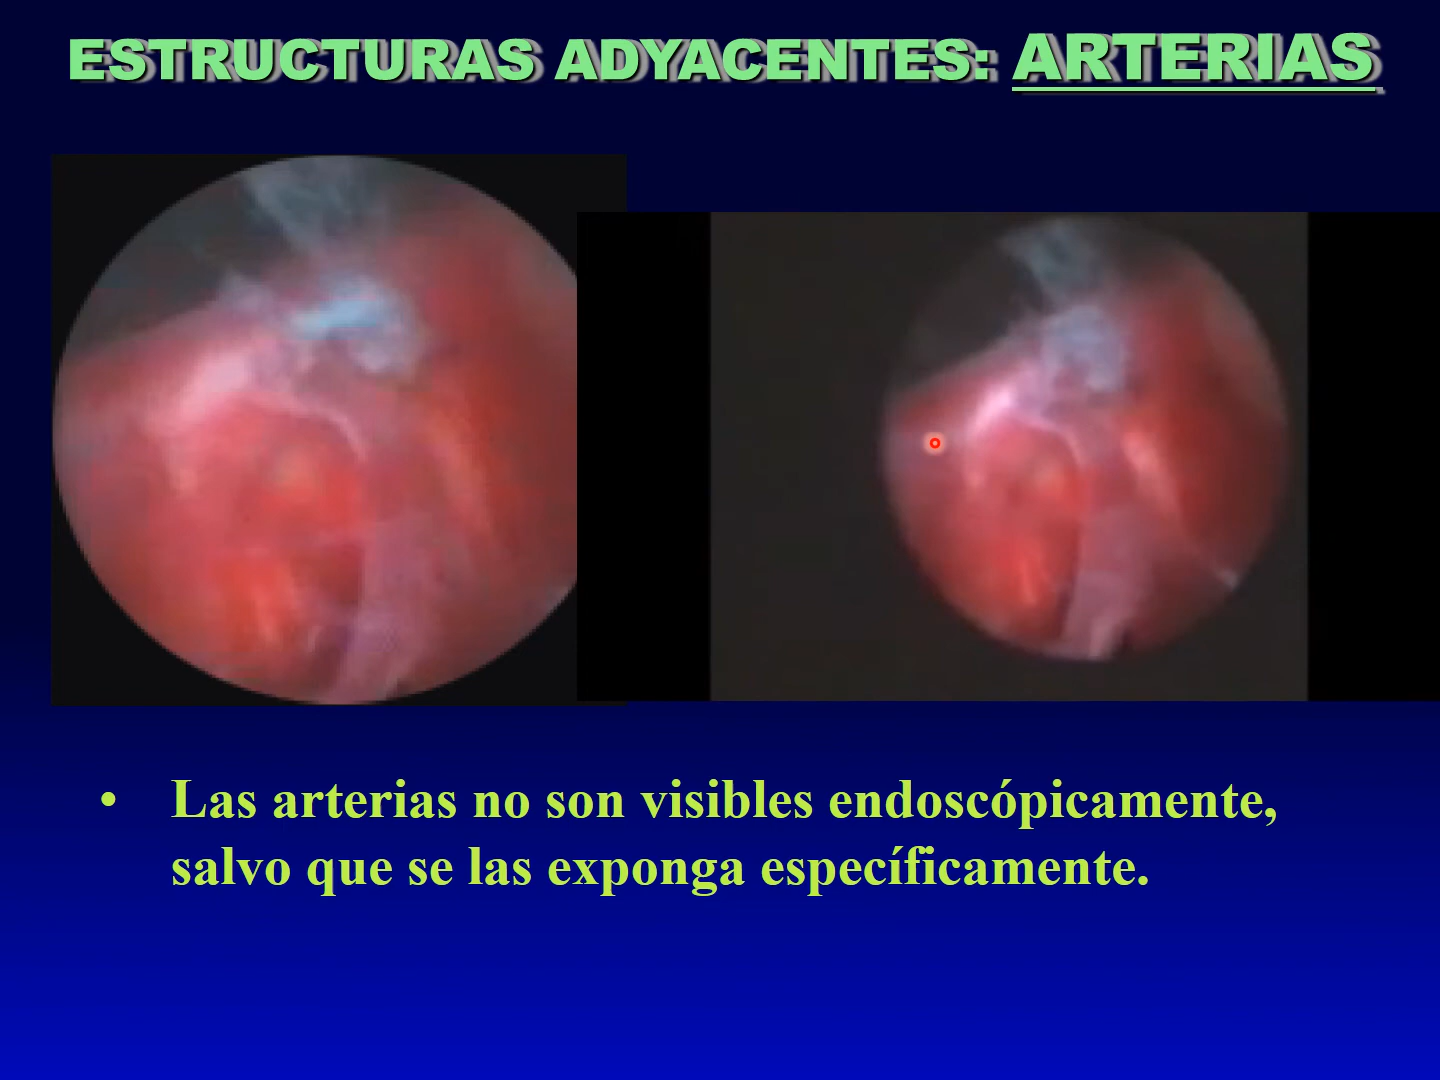 ESTRUCTURAS ADYACENTES: ARTERIAS
• Las arterias no son visibles endoscópicamente,
salvo que se las exponga específicamente.